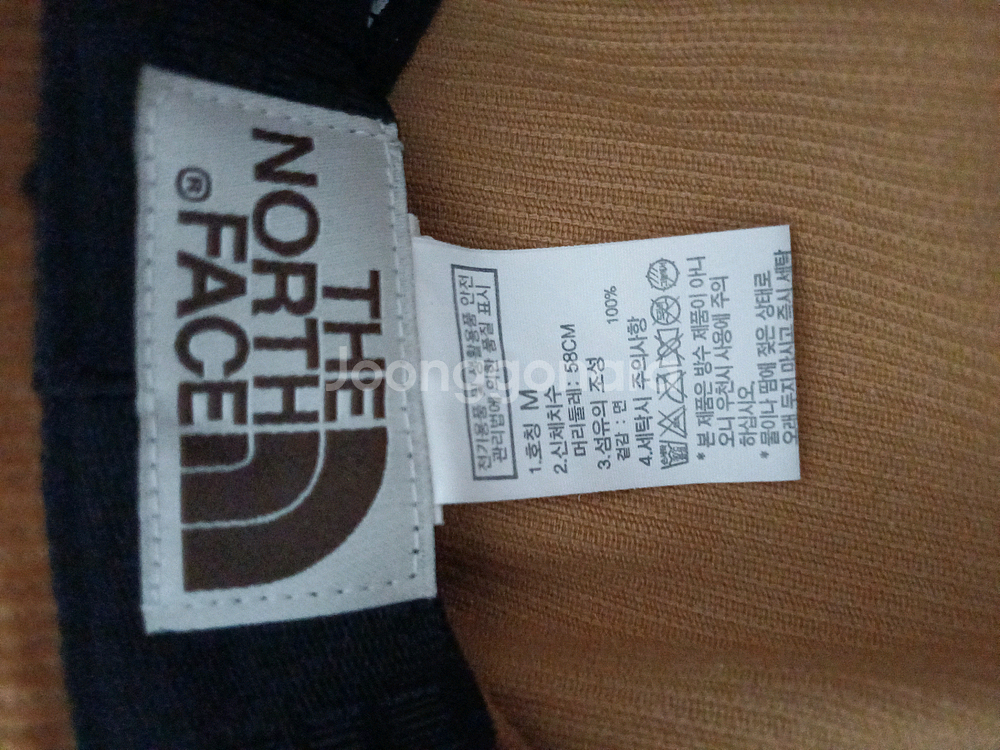 THE
NORTH
FACE®
전기용품 및 생활용품 안전
관리법에 의한 품질 표시
1.호칭 M
2.신체치수
머리둘레: 58CM
3.섬유의 조성
겉감 : 면 100%
4.세탁시 주의사항
* 본 제품은 방수 제품이 아니
오니 우천시 사용에 주의
하십시오.
* 물이나 땀에 젖은 상태로
오래 두지 마시고 즉시 세탁
Joonggonara